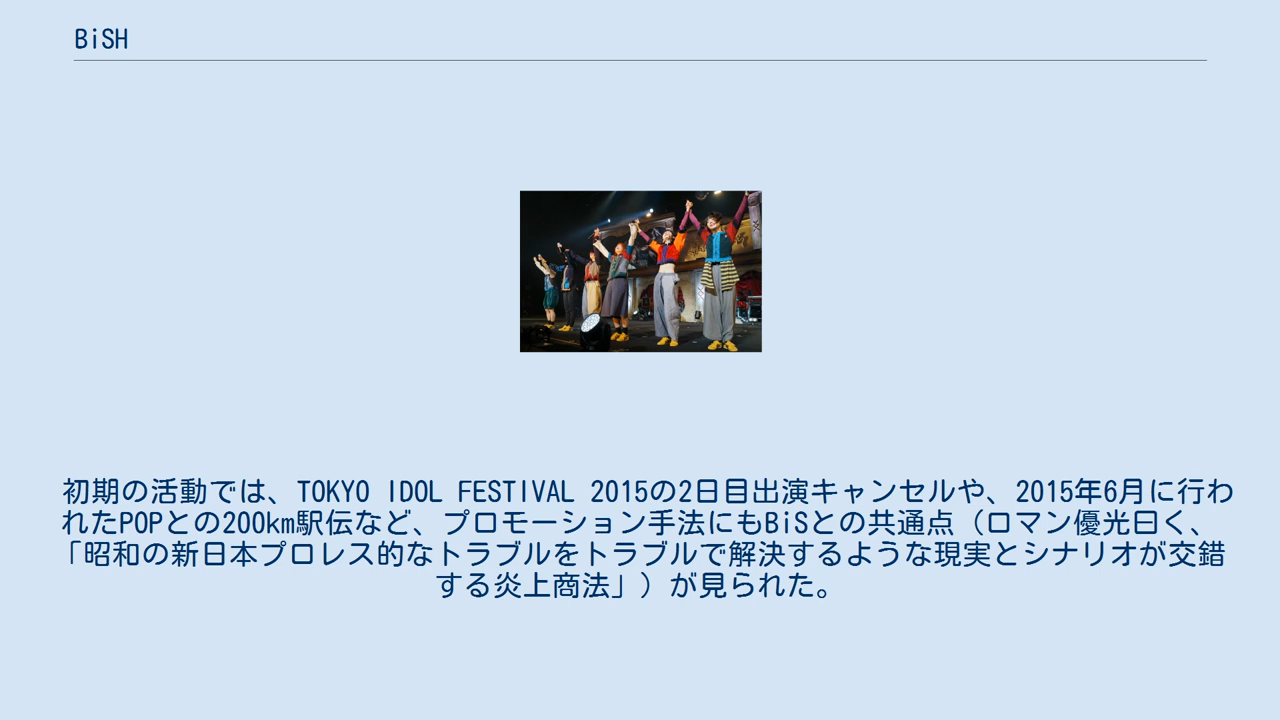 BiSH
初期の活動では、TOKYO IDOL FESTIVAL 2015の2日目出演キャンセルや、2015年6月に行わ
れたPOPとの200km駅伝など、プロモーション手法にもBiSとの共通点（ロマン優光曰く、
「昭和の新日本プロレス的なトラブルをトラブルで解決するような現実とシナリオが交錯
する炎上商法」）が見られた。